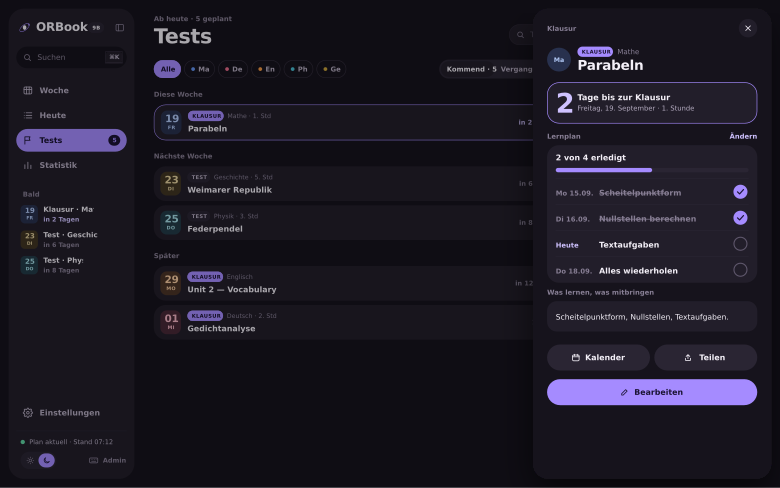 ORBook 9B
Suchen ⌘K
Woche
Heute
Tests 5
Statistik
Bald
19 FR Klausur · Ma
in 2 Tagen
23 DI Test · Geschic
in 6 Tagen
25 DO Test · Phy
in 8 Tagen
Einstellungen
Plan aktuell · Stand 07:12
Admin
Ab heute · 5 geplant
Tests
Alle Ma De En Ph Ge
Kommend · 5 Vergang
Diese Woche
19 FR KLAUSUR Mathe · 1. Std
Parabeln
in 2
Nächste Woche
23 DI TEST Geschichte · 5. Std
Weimarer Republik
in 6
25 DO TEST Physik · 3. Std
Federpendel
in 8
Später
29 MO KLAUSUR Englisch
Unit 2 — Vocabulary
in 12
01 MI KLAUSUR Deutsch · 2. Std
Gedichtanalyse
Klausur
Ma KLAUSUR Mathe
Parabeln
2 Tage bis zur Klausur
Freitag, 19. September · 1. Stunde
Lernplan Ändern
2 von 4 erledigt
Mo 15.09. Scheitelpunktform
Di 16.09. Nullstellen berechnen
Heute Textaufgaben
Do 18.09. Alles wiederholen
Was lernen, was mitbringen
Scheitelpunktform, Nullstellen, Textaufgaben.
Kalender Teilen
Bearbeiten